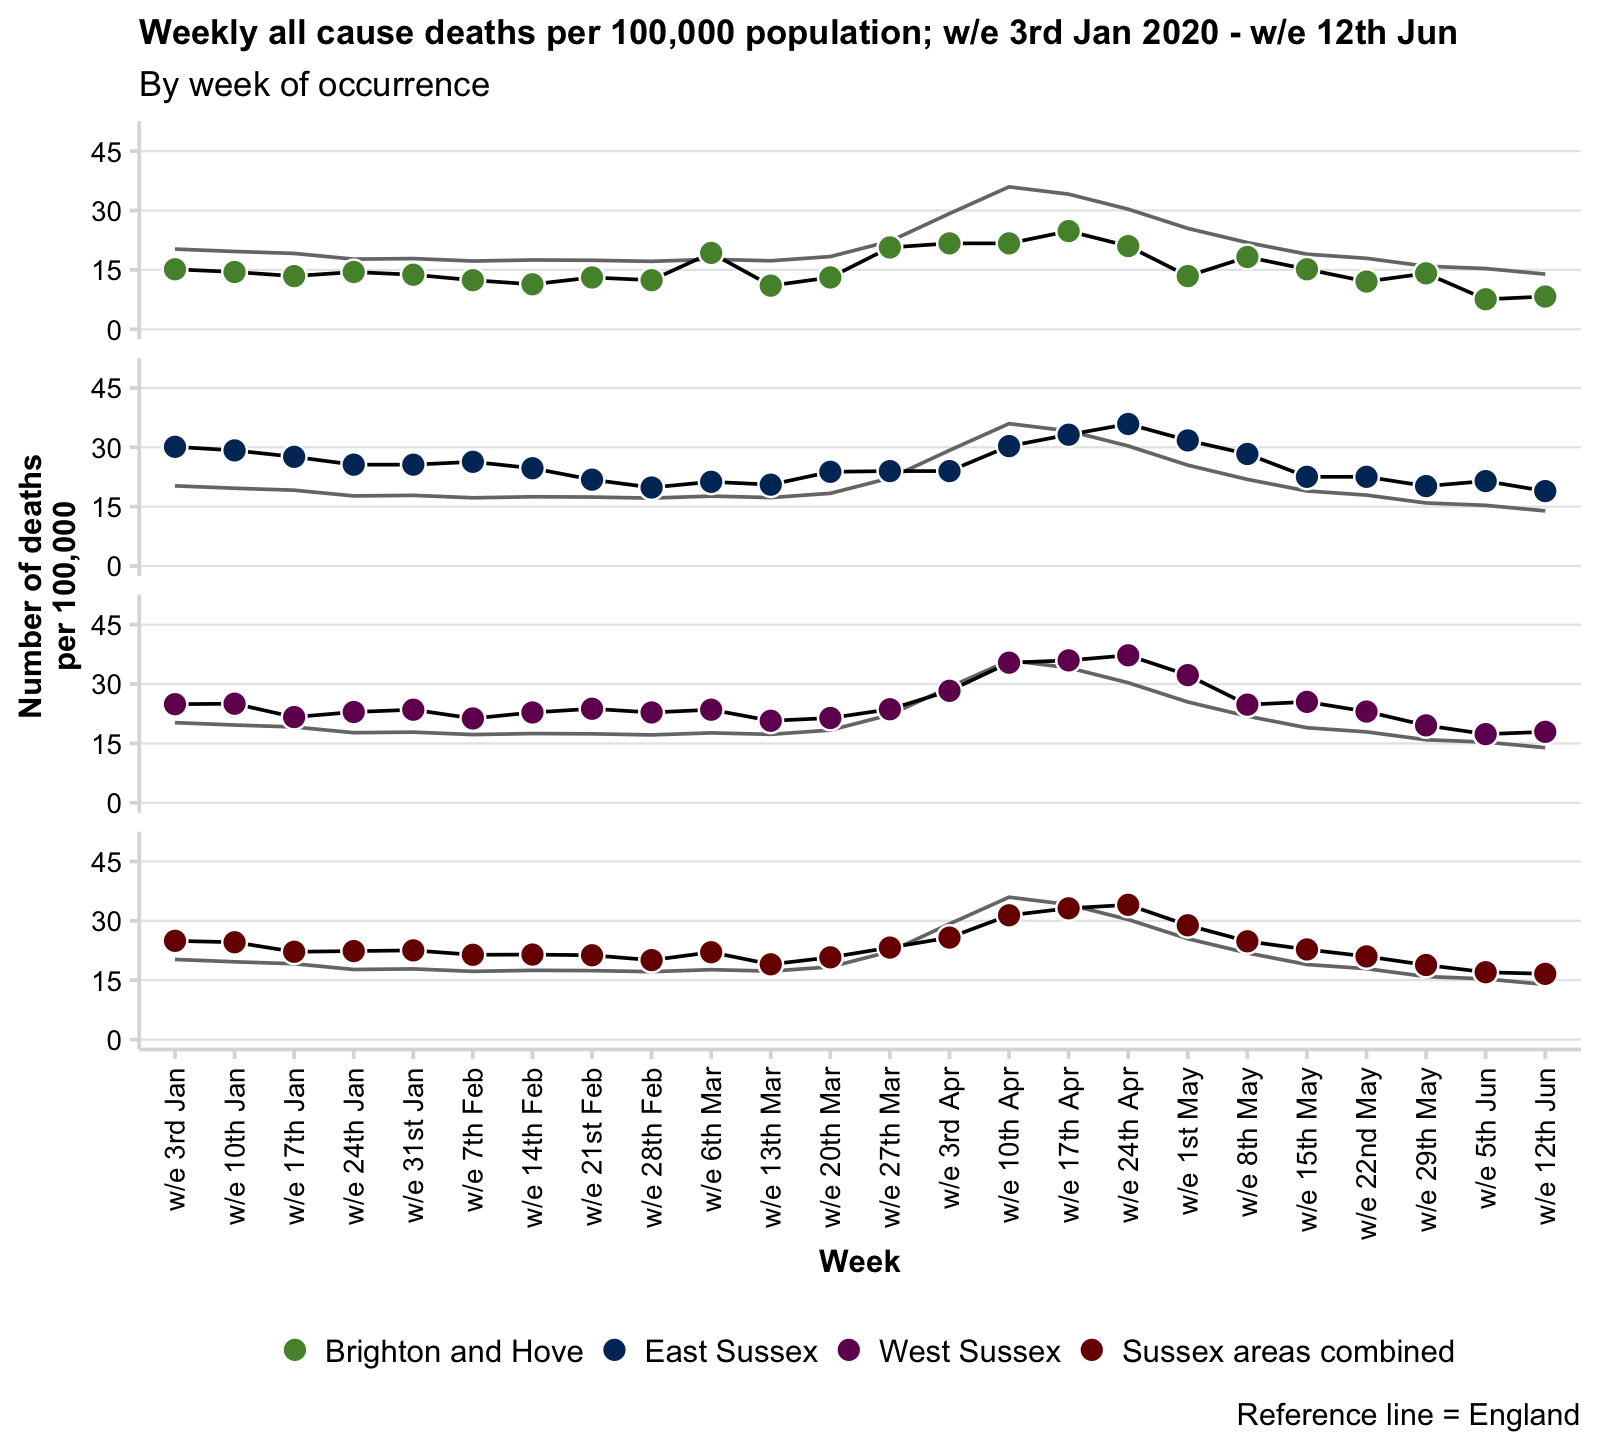 Weekly all cause deaths per 100,000 population; w/e 3rd Jan 2020 - w/e 12th Jun
By week of occurrence
Number of deaths
per 100,000
45
30
15
0
45
30
15
0
45
30
15
0
45
30
15
0
w/e 3rd Jan
w/e 10th Jan
w/e 17th Jan
w/e 24th Jan
w/e 31st Jan
w/e 7th Feb
w/e 14th Feb
w/e 21st Feb
w/e 28th Feb
w/e 6th Mar
w/e 13th Mar
w/e 20th Mar
w/e 27th Mar
w/e 3rd Apr
w/e 10th Apr
w/e 17th Apr
w/e 24th Apr
w/e 1st May
w/e 8th May
w/e 15th May
w/e 22nd May
w/e 29th May
w/e 5th Jun
w/e 12th Jun
Week
Brighton and Hove East Sussex West Sussex Sussex areas combined
Reference line = England